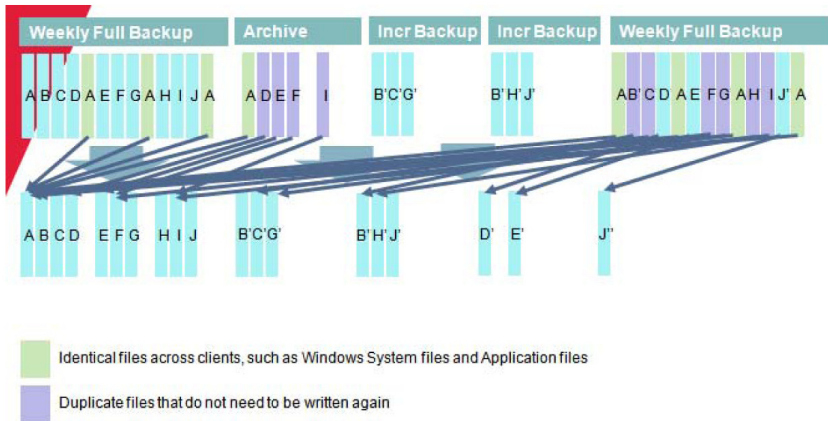 Weekly Full Backup
Archive
Incr Backup
Incr Backup
Weekly Full Backup
A B C D A E F G A H I J A
A D E F I
B' C' G'
B' H' J'
A B' C D A E F G A H I J' A
A B C D E F G H I J
B' C' G'
B' H' J'
D' E'
J''
Identical files across clients, such as Windows System files and Application files
Duplicate files that do not need to be written again